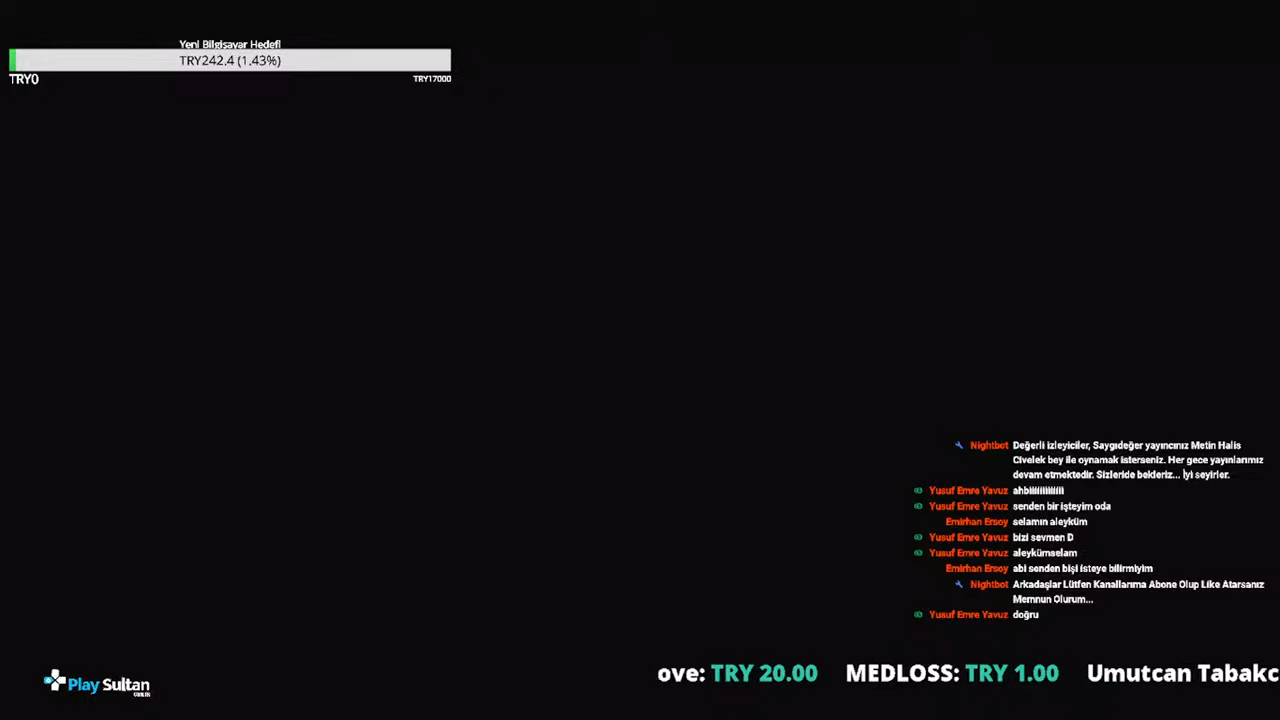 Yeni Bilgisayar Hedefi
TRY242.4 (1.43%)
TRY0
TRY17000
Nightbot Değerli izleyiciler, Saygıdeğer yayıncınız Metin Halis
Civelek bey ile oynamak isterseniz. Her gece yayınlarımız
devam etmektedir. Sizleride bekleriz... İyi seyirler.
Yusuf Emre Yavuz ahbiiiiiiiiiiiiii
Yusuf Emre Yavuz senden bir işteyim oda
Emirhan Ersoy selamın aleyküm
Yusuf Emre Yavuz bizi sevmen D
Yusuf Emre Yavuz aleykümselam
Emirhan Ersoy abi senden bişi isteye bilirmiyim
Nightbot Arkadaşlar Lütfen Kanallarıma Abone Olup Like Atarsanız
Memnun Olurum...
Yusuf Emre Yavuz doğru
ove: TRY 20.00 MEDLOSS: TRY 1.00 Umutcan Tabakc
Play Sultan